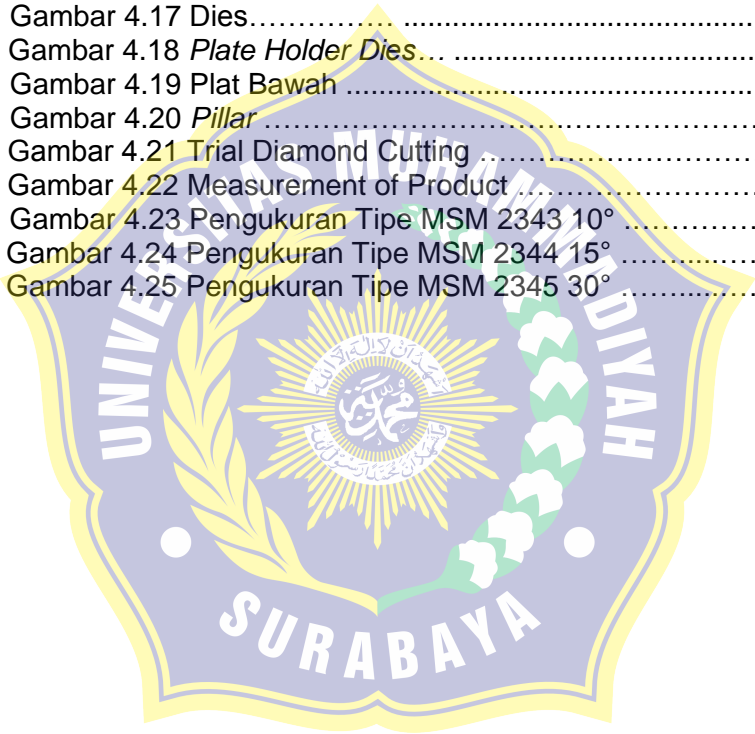 Gambar 4.17 Dies…………… ................................................
Gambar 4.18 Plate Holder Dies… ..........................................
Gambar 4.19 Plat Bawah .......................................................
Gambar 4.20 Pillar ……………………………………………………
Gambar 4.21 Trial Diamond Cutting ………………………………
Gambar 4.22 Measurement of Product ……………………………
Gambar 4.23 Pengukuran Tipe MSM 2343 10° ……………
Gambar 4.24 Pengukuran Tipe MSM 2344 15° ……....……
Gambar 4.25 Pengukuran Tipe MSM 2345 30° ……....……
UNIVERSITAS MUHAMMADIYAH
SURABAYA